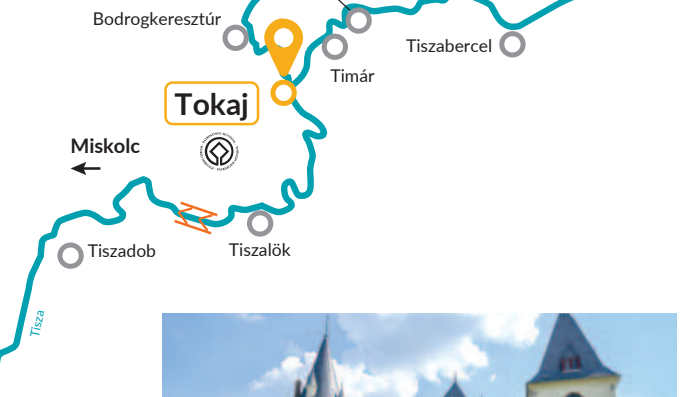 Bodrogkeresztúr
Tiszabercel
Timár
Tokaj
Miskolc
Tiszadob
Tiszalök
Tisza